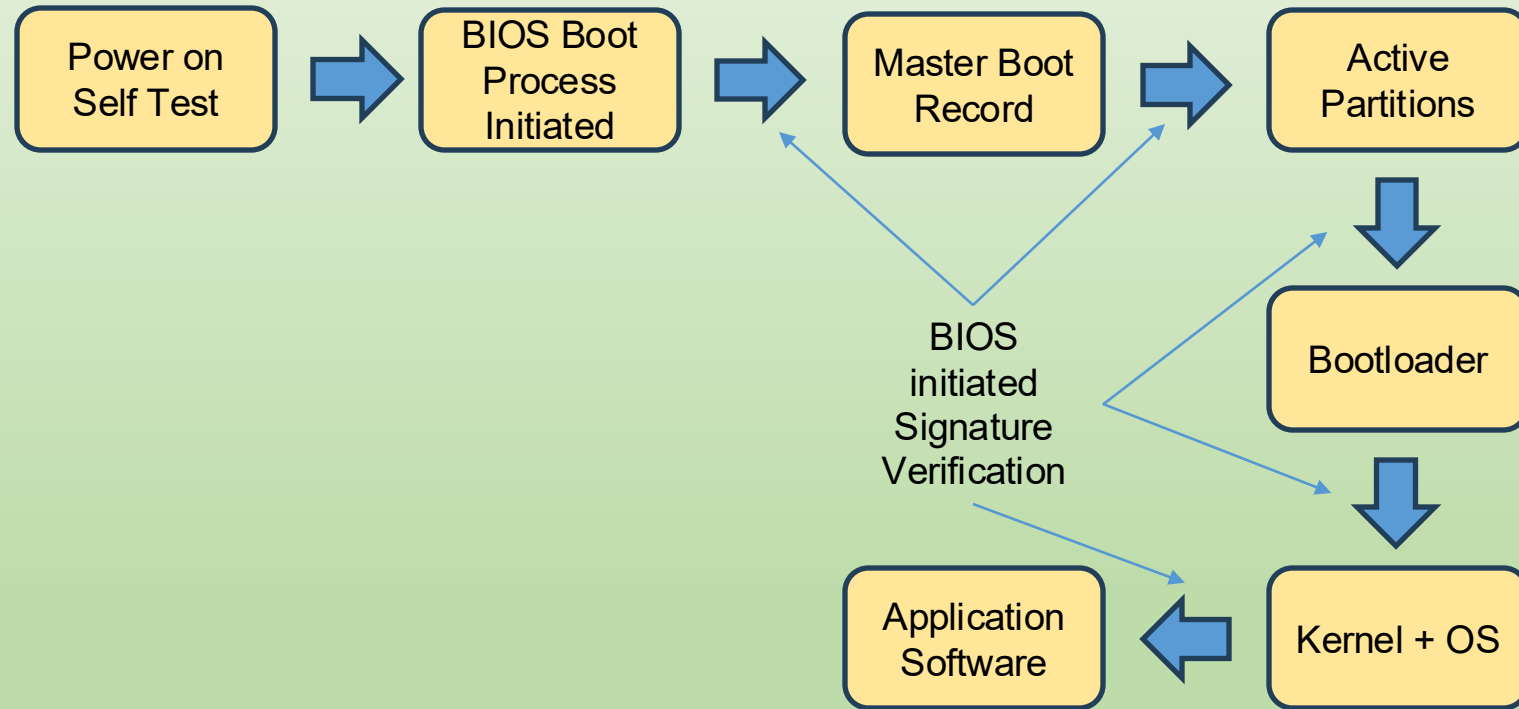 Power on
Self Test
BIOS Boot
Process
Initiated
Master Boot
Record
Active
Partitions
BIOS
initiated
Signature
Verification
Bootloader
Application
Software
Kernel + OS